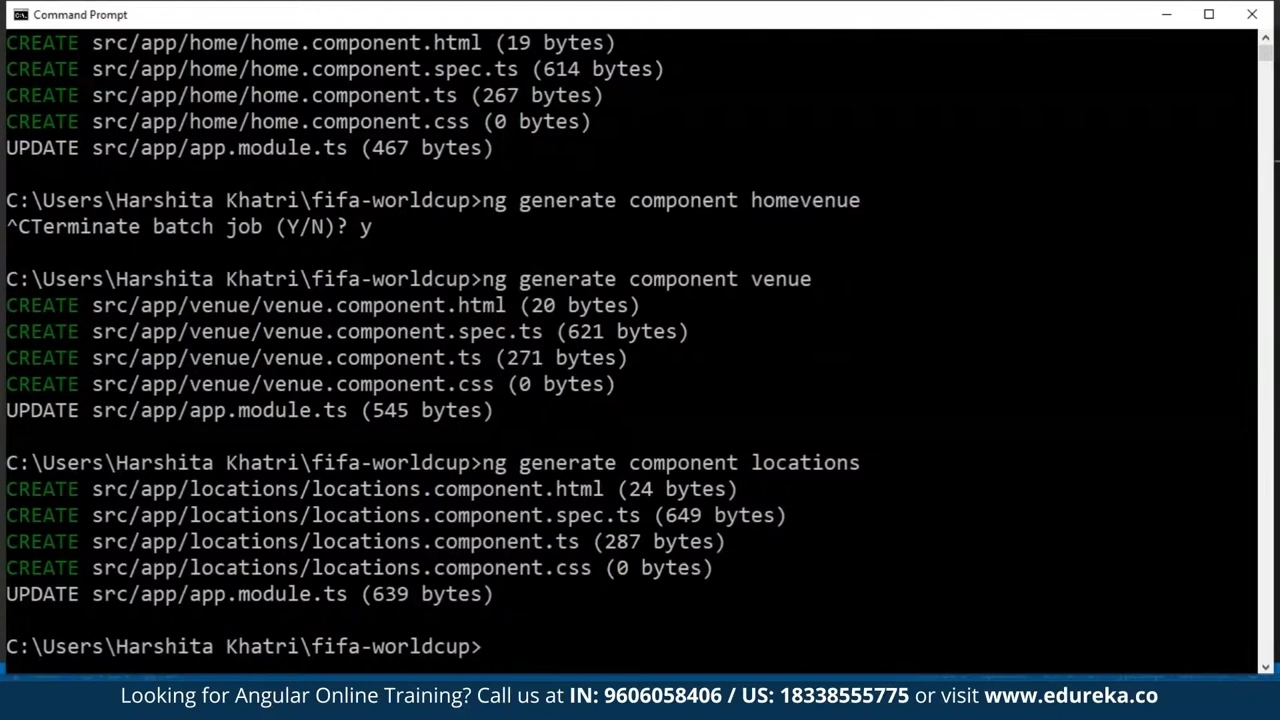 Command Prompt
CREATE src/app/home/home.component.html (19 bytes)
CREATE src/app/home/home.component.spec.ts (614 bytes)
CREATE src/app/home/home.component.ts (267 bytes)
CREATE src/app/home/home.component.css (0 bytes)
UPDATE src/app/app.module.ts (467 bytes)
C:\Users\Harshita Khatri\fifa-worldcup>ng generate component homevenue
^CTerminate batch job (Y/N)? y
C:\Users\Harshita Khatri\fifa-worldcup>ng generate component venue
CREATE src/app/venue/venue.component.html (20 bytes)
CREATE src/app/venue/venue.component.spec.ts (621 bytes)
CREATE src/app/venue/venue.component.ts (271 bytes)
CREATE src/app/venue/venue.component.css (0 bytes)
UPDATE src/app/app.module.ts (545 bytes)
C:\Users\Harshita Khatri\fifa-worldcup>ng generate component locations
CREATE src/app/locations/locations.component.html (24 bytes)
CREATE src/app/locations/locations.component.spec.ts (649 bytes)
CREATE src/app/locations/locations.component.ts (287 bytes)
CREATE src/app/locations/locations.component.css (0 bytes)
UPDATE src/app/app.module.ts (639 bytes)
C:\Users\Harshita Khatri\fifa-worldcup>
Looking for Angular Online Training? Call us at IN: 9606058406 / US: 18338555775 or visit www.edureka.co